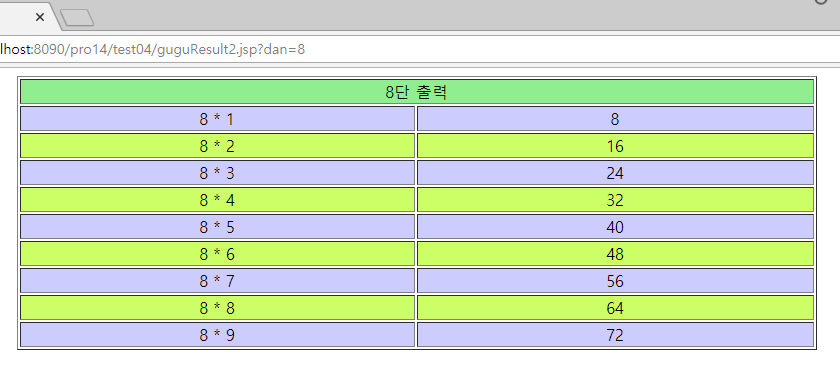 lhost:8090/pro14/test04/guguResult2.jsp?dan=8
8단 출력
8 * 1 8
8 * 2 16
8 * 3 24
8 * 4 32
8 * 5 40
8 * 6 48
8 * 7 56
8 * 8 64
8 * 9 72